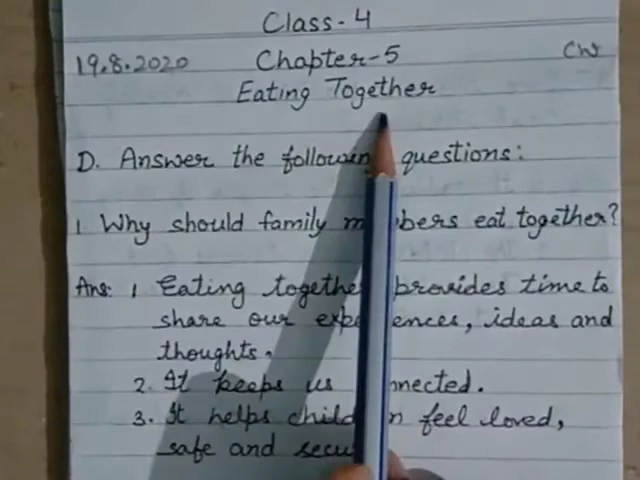 Class-4
19.8.2020 Chapter-5 CW
Eating Together
D. Answer the questions:
1. Why should family eat together?
Ans: 1 Eating provides time to
share our ideas and
thoughts.
2. It keeps us
3. It helps feel loved,
safe and